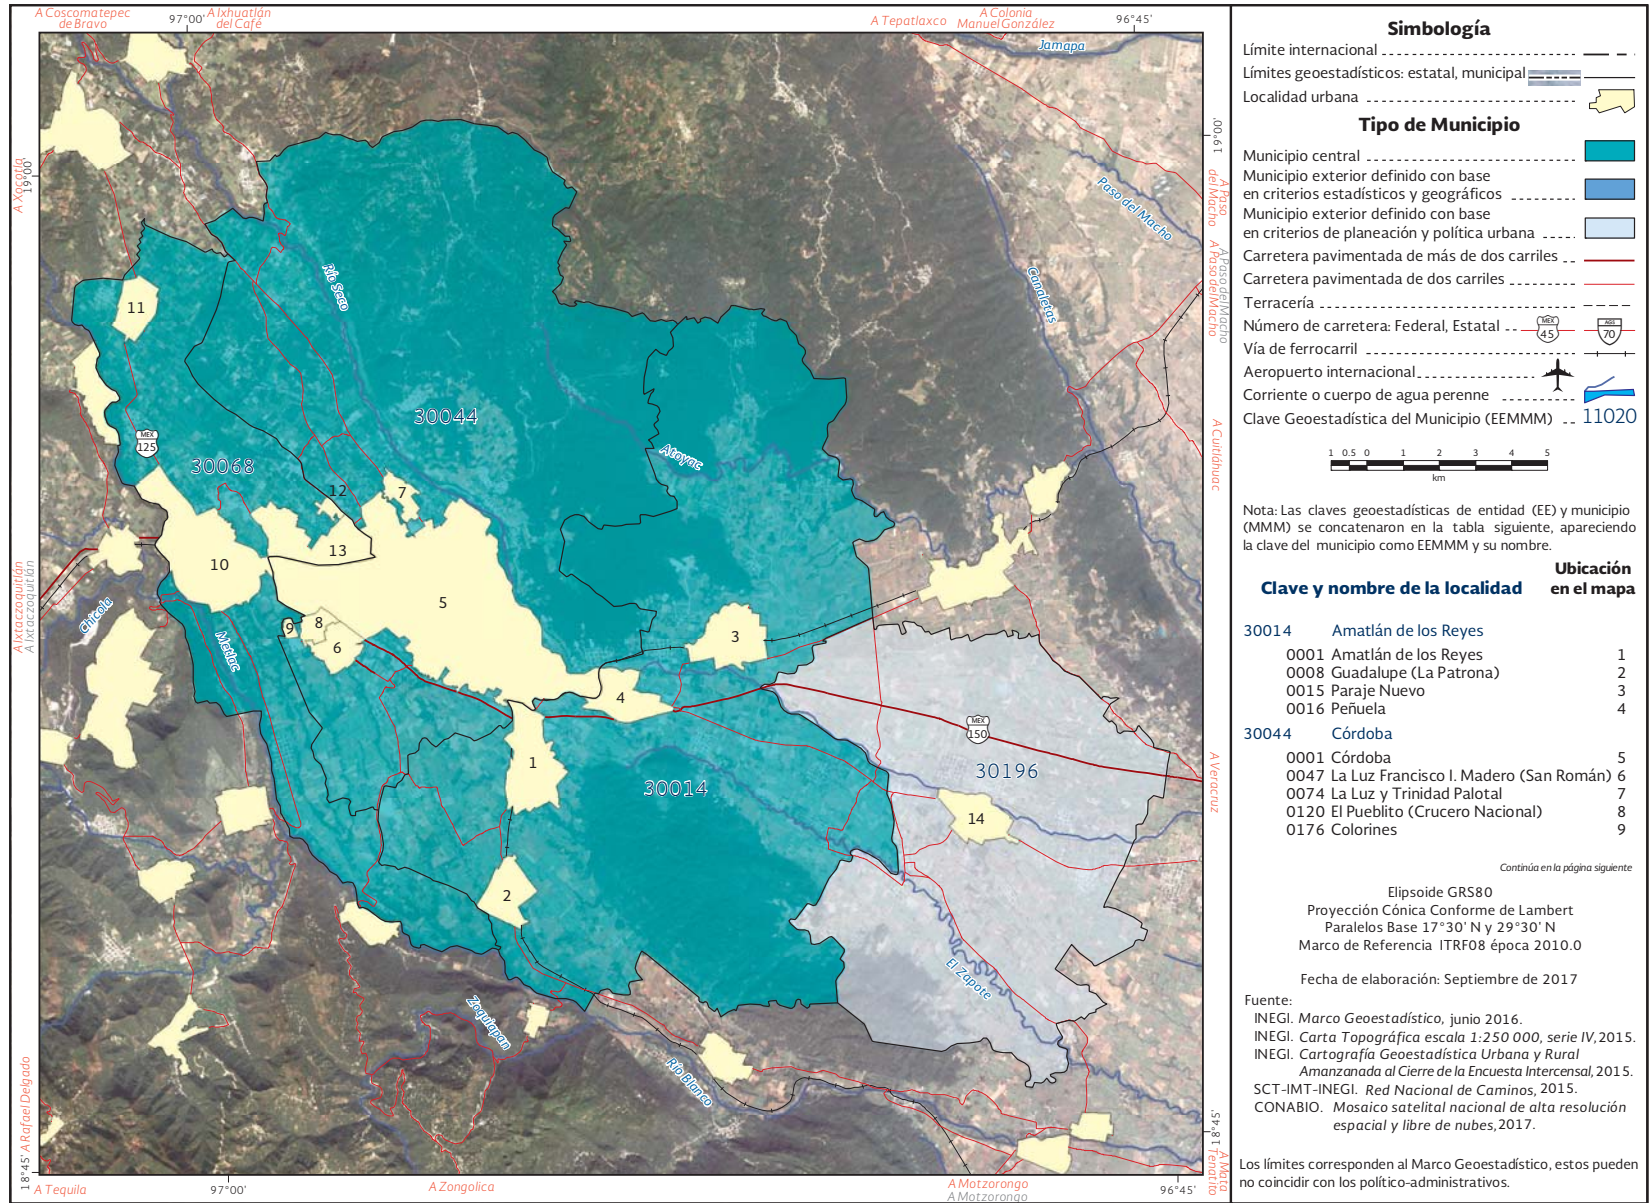 A Coscomatepec
de Bravo
97°00'
A Ixhuatlán
del Café
A Tepatlaxco
A Colonia
Manuel González
96°45'
Jamapa
A Xocotla
19°00'
19°00'
A Paso
del Macho
A Paso del Macho
A Paso del Macho
Paso del Macho
Canaletas
Río Seco
11
30044
MEX
125
30068
Atoyac
A Cuitláhuac
12
7
13
10
5
A Ixtaczoquitlán
A Ixtaczoquitlán
Chicola
Metlac
9
8
6
3
4
1
MEX
150
30196
30014
A Veracruz
14
2
El Zapote
Zoquiapan
Río Blanco
A Rafael Delgado
18°45'
18°45'
A Mata
Tenatito
A Tequila
97°00'
A Zongolica
A Motzorongo
A Motzorongo
96°45'
Simbología
Límite internacional
Límites geoestadísticos: estatal, municipal
Localidad urbana
Tipo de Municipio
Municipio central
Municipio exterior definido con base
en criterios estadísticos y geográficos
Municipio exterior definido con base
en criterios de planeación y política urbana
Carretera pavimentada de más de dos carriles
Carretera pavimentada de dos carriles
Terracería
Número de carretera: Federal, Estatal MEX 45 AGS 70
Vía de ferrocarril
Aeropuerto internacional
Corriente o cuerpo de agua perenne
Clave Geoestadística del Municipio (EEMMM) 11020
1 0.5 0 1 2 3 4 5
km
Nota: Las claves geoestadísticas de entidad (EE) y municipio
(MMM) se concatenaron en la tabla siguiente, apareciendo
la clave del municipio como EEMMM y su nombre.
Clave y nombre de la localidad Ubicación
en el mapa
30014 Amatlán de los Reyes
0001 Amatlán de los Reyes 1
0008 Guadalupe (La Patrona) 2
0015 Paraje Nuevo 3
0016 Peñuela 4
30044 Córdoba
0001 Córdoba 5
0047 La Luz Francisco I. Madero (San Román) 6
0074 La Luz y Trinidad Palotal 7
0120 El Pueblito (Crucero Nacional) 8
0176 Colorines 9
Continúa en la página siguiente
Elipsoide GRS80
Proyección Cónica Conforme de Lambert
Paralelos Base 17°30' N y 29°30' N
Marco de Referencia ITRF08 época 2010.0
Fecha de elaboración: Septiembre de 2017
Fuente:
INEGI. Marco Geoestadístico, junio 2016.
INEGI. Carta Topográfica escala 1:250 000, serie IV, 2015.
INEGI. Cartografía Geoestadística Urbana y Rural
Amanzanada al Cierre de la Encuesta Intercensal, 2015.
SCT-IMT-INEGI. Red Nacional de Caminos, 2015.
CONABIO. Mosaico satelital nacional de alta resolución
espacial y libre de nubes, 2017.
Los límites corresponden al Marco Geoestadístico, estos pueden
no coincidir con los político-administrativos.